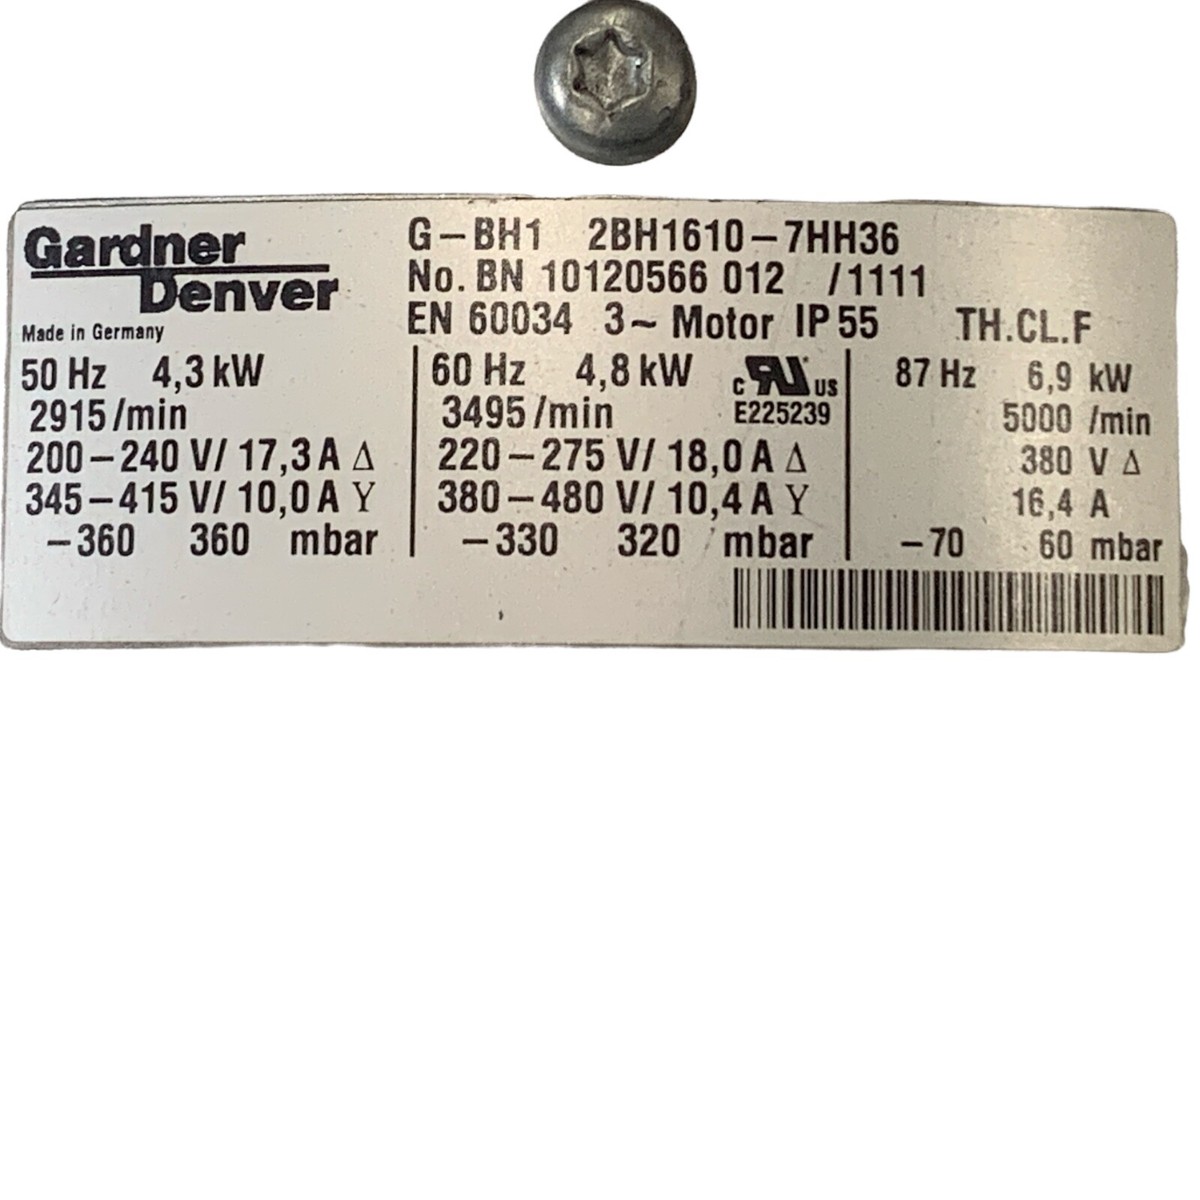 Gardner
Denver
Made in Germany
G-BH1 2BH1610-7HH36
No. BN 10120566 012 /1111
EN 60034 3~ Motor IP 55 TH.CL.F
50 Hz 4,3 kW
2915 /min
200-240 V/ 17,3 A Δ
345-415 V/ 10,0 A Y
-360 360 mbar
60 Hz 4,8 kW
3495 /min
220-275 V/ 18,0 A Δ
380-480 V/ 10,4 A Y
-330 320 mbar
c RU us
E225239
87 Hz 6,9 kW
5000 /min
380 V Δ
16,4 A
-70 60 mbar